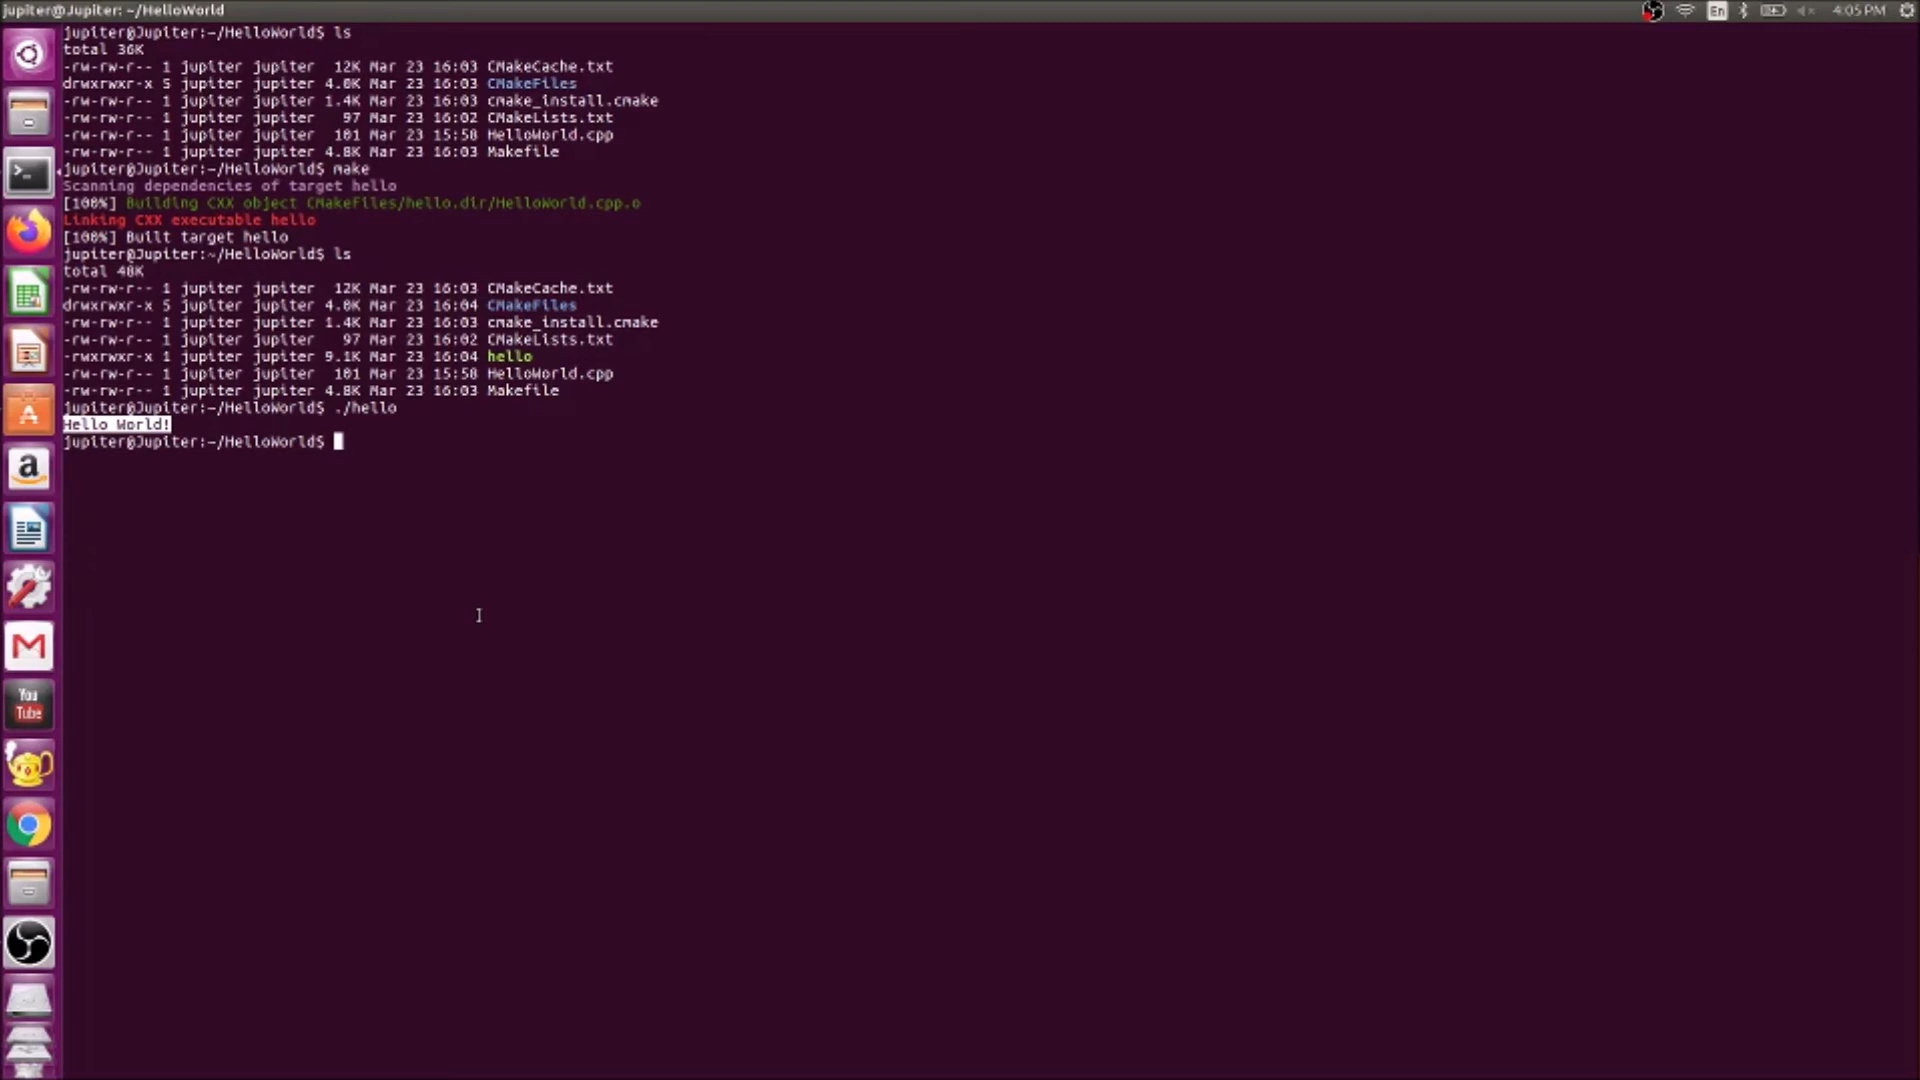 jupiter@Jupiter: ~/HelloWorld
En
4:05 PM
jupiter@Jupiter:~/HelloWorld$ ls
total 36K
-rw-rw-r-- 1 jupiter jupiter  12K Mar 23 16:03 CMakeCache.txt
drwxrwxr-x 5 jupiter jupiter 4.0K Mar 23 16:03 CMakeFiles
-rw-rw-r-- 1 jupiter jupiter 1.4K Mar 23 16:03 cmake_install.cmake
-rw-rw-r-- 1 jupiter jupiter   97 Mar 23 16:02 CMakeLists.txt
-rw-rw-r-- 1 jupiter jupiter  101 Mar 23 15:58 HelloWorld.cpp
-rw-rw-r-- 1 jupiter jupiter 4.8K Mar 23 16:03 Makefile
jupiter@Jupiter:~/HelloWorld$ make
Scanning dependencies of target hello
[100%] Building CXX object CMakeFiles/hello.dir/HelloWorld.cpp.o
Linking CXX executable hello
[100%] Built target hello
jupiter@Jupiter:~/HelloWorld$ ls
total 48K
-rw-rw-r-- 1 jupiter jupiter  12K Mar 23 16:03 CMakeCache.txt
drwxrwxr-x 5 jupiter jupiter 4.0K Mar 23 16:04 CMakeFiles
-rw-rw-r-- 1 jupiter jupiter 1.4K Mar 23 16:03 cmake_install.cmake
-rw-rw-r-- 1 jupiter jupiter   97 Mar 23 16:02 CMakeLists.txt
-rwxrwxr-x 1 jupiter jupiter 9.1K Mar 23 16:04 hello
-rw-rw-r-- 1 jupiter jupiter  101 Mar 23 15:58 HelloWorld.cpp
-rw-rw-r-- 1 jupiter jupiter 4.8K Mar 23 16:03 Makefile
jupiter@Jupiter:~/HelloWorld$ ./hello
Hello World!
jupiter@Jupiter:~/HelloWorld$
You
Tube